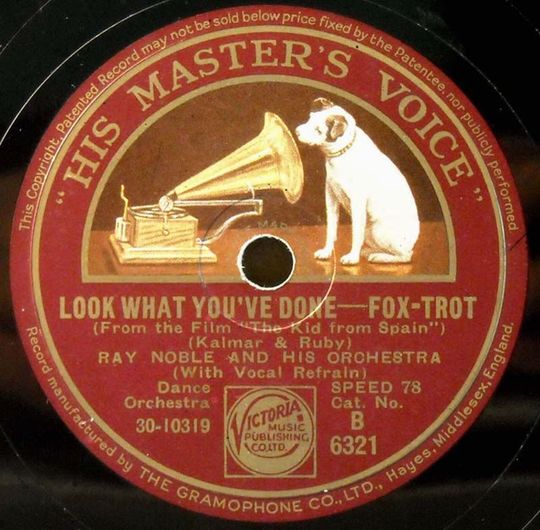 This Copyright, Patented Record may not be sold below price fixed by the Patentee, nor publicly performed.
"HIS MASTER'S VOICE"
LOOK WHAT YOU'VE DONE—FOX-TROT
(From the Film "The Kid from Spain")
(Kalmar & Ruby)
RAY NOBLE AND HIS ORCHESTRA
(With Vocal Refrain)
Dance Orchestra
30-10319
VICTORIA
MUSIC
PUBLISHING
CO.LTD.
SPEED 78
Cat. No.
B
6321
Record manufactured by THE GRAMOPHONE CO., LTD., Hayes, Middlesex, England.